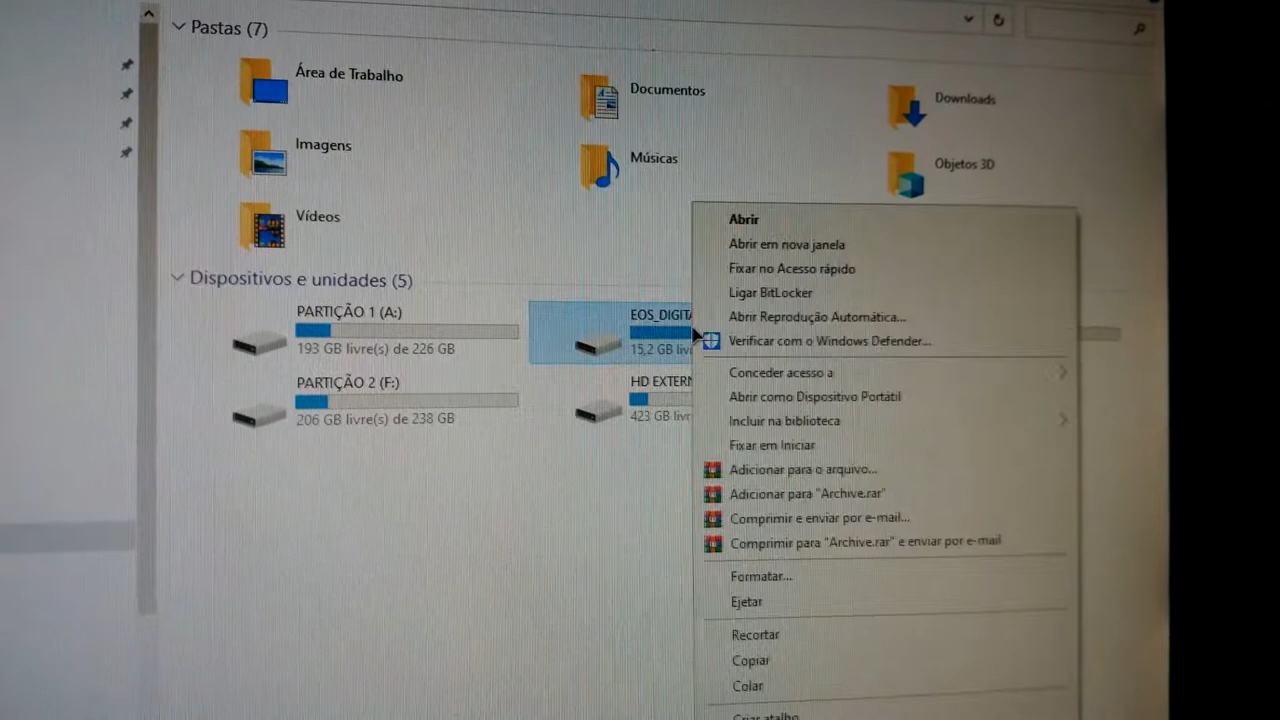 Pastas (7)
Área de Trabalho
Documentos
Downloads
Imagens
Músicas
Objetos 3D
Vídeos
Dispositivos e unidades (5)
PARTIÇÃO 1 (A:)
193 GB livre(s) de 226 GB
EOS_DIGITA
15,2 GB liv
PARTIÇÃO 2 (F:)
206 GB livre(s) de 238 GB
HD EXTERN
423 GB livr
Abrir
Abrir em nova janela
Fixar no Acesso rápido
Ligar BitLocker
Abrir Reprodução Automática...
Verificar com o Windows Defender...
Conceder acesso a
Abrir como Dispositivo Portátil
Incluir na biblioteca
Fixar em Iniciar
Adicionar para o arquivo...
Adicionar para "Archive.rar"
Comprimir e enviar por e-mail...
Comprimir para "Archive.rar" e enviar por e-mail
Formatar...
Ejetar
Recortar
Copiar
Colar
Criar atalho